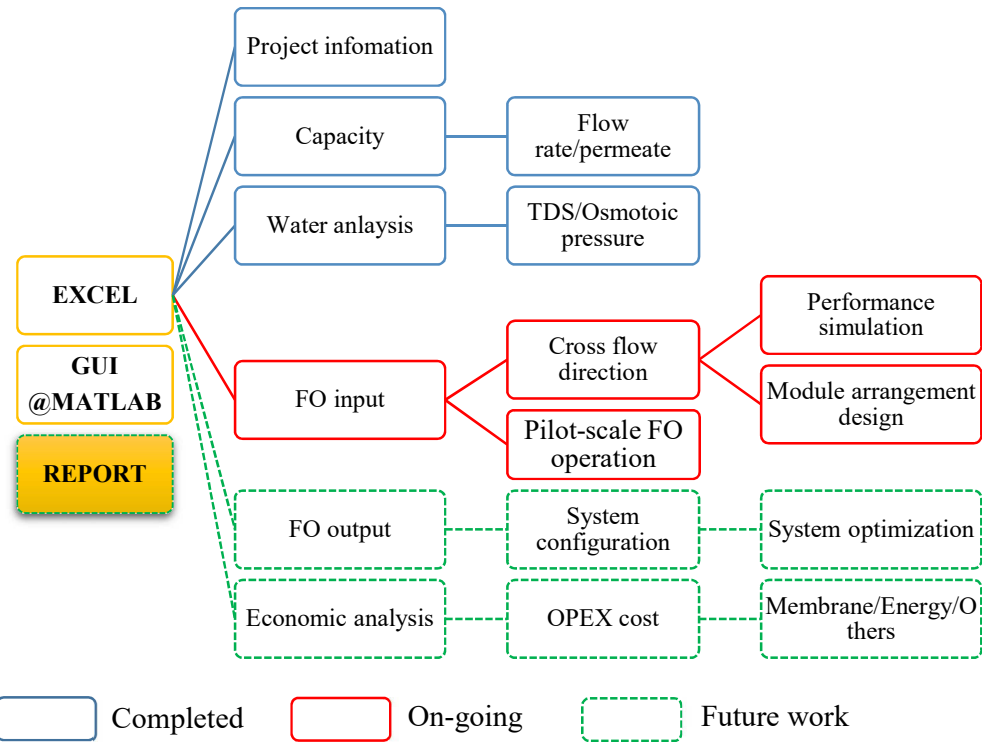 Project infomation
Capacity
Flow
rate/permeate
Water anlaysis
TDS/Osmotoic
pressure
EXCEL
GUI
@MATLAB
REPORT
FO input
Cross flow
direction
Performance
simulation
Module arrangement
design
Pilot-scale FO
operation
FO output
System
configuration
System optimization
Economic analysis
OPEX cost
Membrane/Energy/O
thers
Completed
On-going
Future work